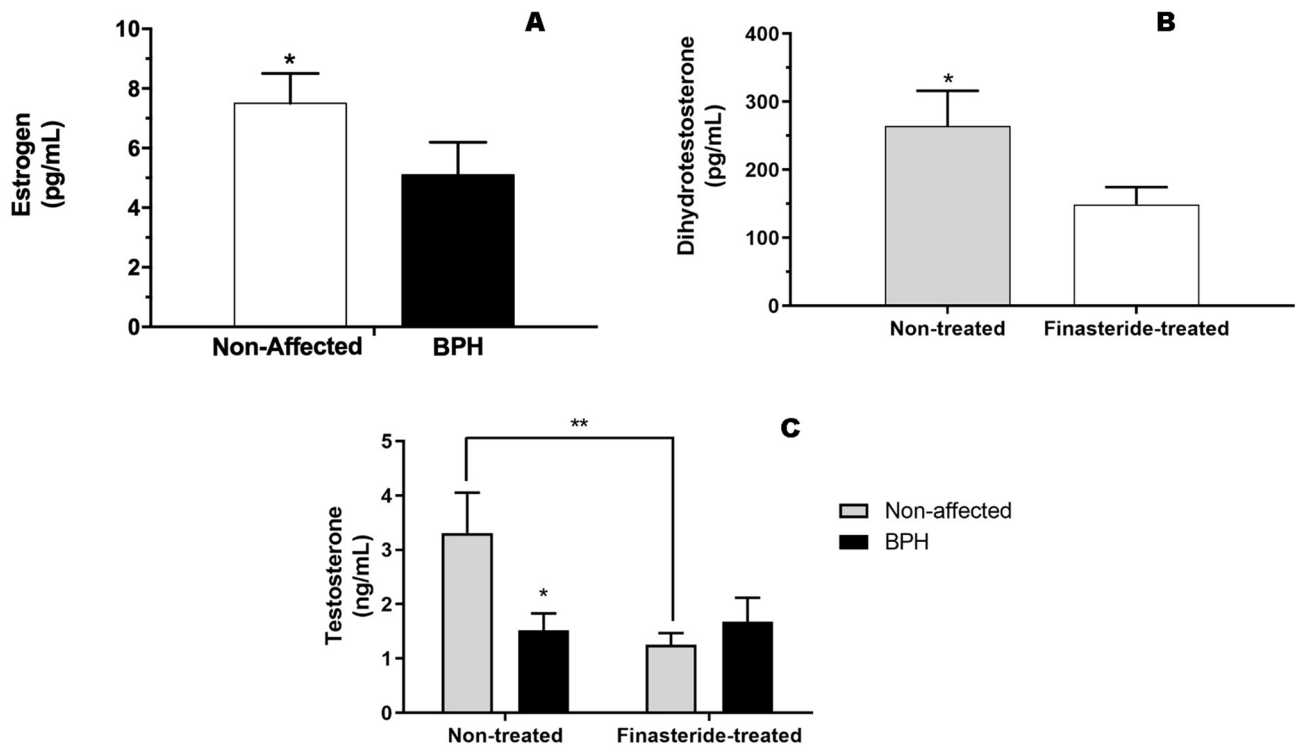 A
Estrogen
(pg/mL)
10
8
6
4
2
0
*
Non-Affected
BPH
B
Dihydrotestosterone
(pg/mL)
400
300
200
100
0
*
Non-treated
Finasteride-treated
C
Testosterone
(ng/mL)
5
4
3
2
1
0
**
*
Non-treated
Finasteride-treated
Non-affected
BPH